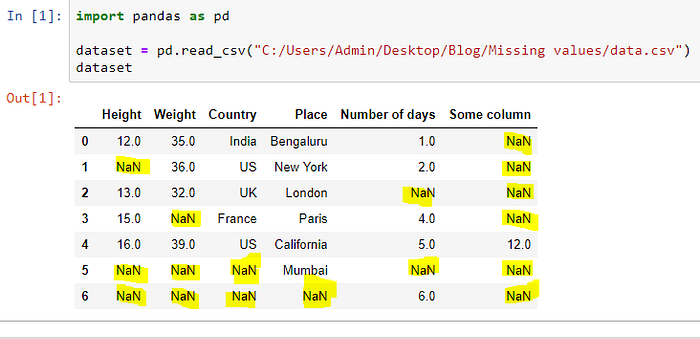 In [1]: import pandas as pd
dataset = pd.read_csv("C:/Users/Admin/Desktop/Blog/Missing values/data.csv")
dataset
Out[1]:
Height Weight Country Place Number of days Some column
0 12.0 35.0 India Bengaluru 1.0 NaN
1 NaN 36.0 US New York 2.0 NaN
2 13.0 32.0 UK London NaN NaN
3 15.0 NaN France Paris 4.0 NaN
4 16.0 39.0 US California 5.0 12.0
5 NaN NaN NaN Mumbai NaN NaN
6 NaN NaN NaN NaN 6.0 NaN